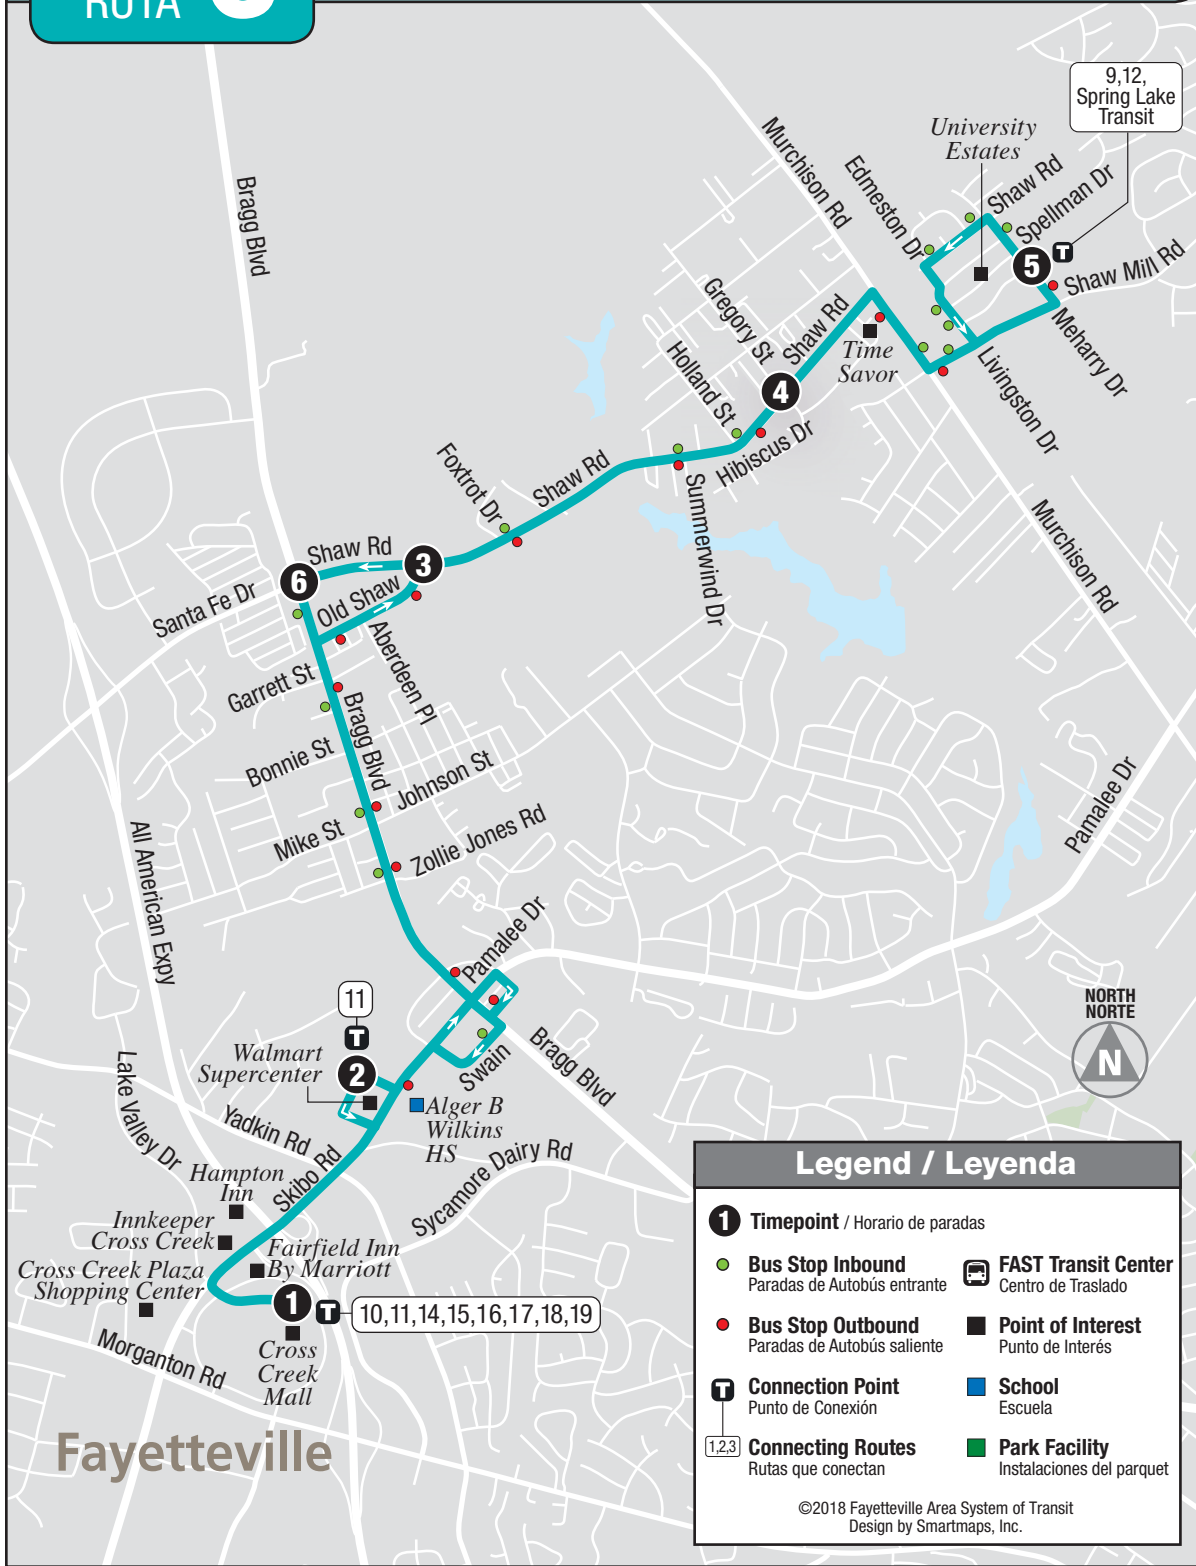 RUTA
9,12,
Spring Lake
Transit
University
Estates
Murchison Rd
Edmeston Dr
Shaw Rd
Spellman Dr
Bragg Blvd
5
T
Shaw Mill Rd
Gregory St
Shaw Rd
Meharry Dr
Time
Savor
Holland St
4
Livingston Dr
Hibiscus Dr
Foxtrot Dr
Shaw Rd
Summerwind Dr
Murchison Rd
Shaw Rd
3
6
Santa Fe Dr
Old Shaw
Aberdeen Pl
Garrett St
Bragg Blvd
Bonnie St
Johnson St
Mike St
Zollie Jones Rd
Pamalee Dr
All American Expy
Pamalee Dr
11
T
NORTH
NORTE
N
Walmart
Supercenter
2
Swain
Bragg Blvd
Lake Valley Dr
Yadkin Rd
Alger B
Wilkins
HS
Skibo Rd
Sycamore Dairy Rd
Hampton
Inn
Innkeeper
Cross Creek
Fairfield Inn
By Marriott
Cross Creek Plaza
Shopping Center
1
T
10,11,14,15,16,17,18,19
Morganton Rd
Cross
Creek
Mall
Fayetteville
Legend / Leyenda
1 Timepoint / Horario de paradas
Bus Stop Inbound
Paradas de Autobús entrante
FAST Transit Center
Centro de Traslado
Bus Stop Outbound
Paradas de Autobús saliente
Point of Interest
Punto de Interés
T Connection Point
Punto de Conexión
School
Escuela
1,2,3 Connecting Routes
Rutas que conectan
Park Facility
Instalaciones del parquet
©2018 Fayetteville Area System of Transit
Design by Smartmaps, Inc.